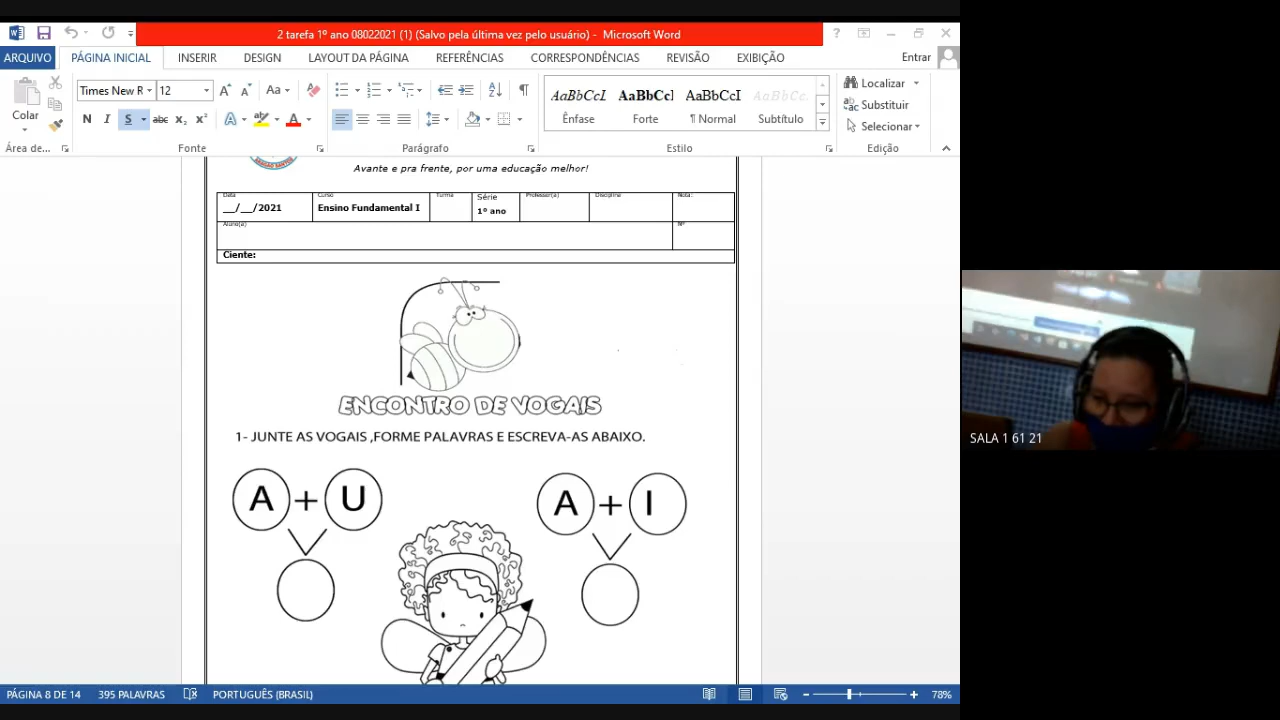 2 tarefa 1º ano 08022021 (1) (Salvo pela última vez pelo usuário) - Microsoft Word
ARQUIVO PÁGINA INICIAL INSERIR DESIGN LAYOUT DA PÁGINA REFERÊNCIAS CORRESPONDÊNCIAS REVISÃO EXIBIÇÃO Entrar
Colar
Times New R 12
AaBbCcI AaBbCcI AaBbCcI AaBbCc
Ênfase Forte ¶ Normal Subtítulo
Localizar
Substituir
Selecionar
Área de... Fonte Parágrafo Estilo Edição
Avante e pra frente, por uma educação melhor!
Data Curso Turma Série Professor(a) Disciplina Nota:
__/__/2021 Ensino Fundamental I 1º ano
Aluno(a) Nº
Ciente:
ENCONTRO DE VOGAIS
1- JUNTE AS VOGAIS ,FORME PALAVRAS E ESCREVA-AS ABAIXO.
A + U A + I
SALA 1 61 21
PÁGINA 8 DE 14 395 PALAVRAS PORTUGUÊS (BRASIL) 78%